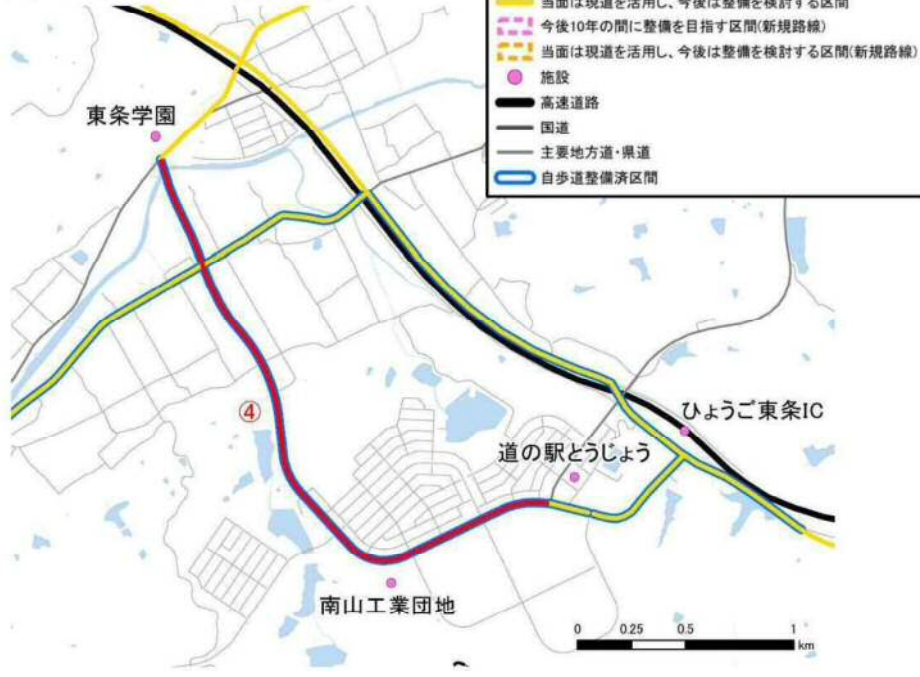 当面は現道を活用し、今後は整備を検討する区間
今後10年の間に整備を目指す区間(新規路線)
当面は現道を活用し、今後は整備を検討する区間(新規路線)
施設
高速道路
国道
主要地方道・県道
自歩道整備済区間
東条学園
④
ひょうご東条IC
道の駅とうじょう
南山工業団地
0 0.25 0.5 1
km